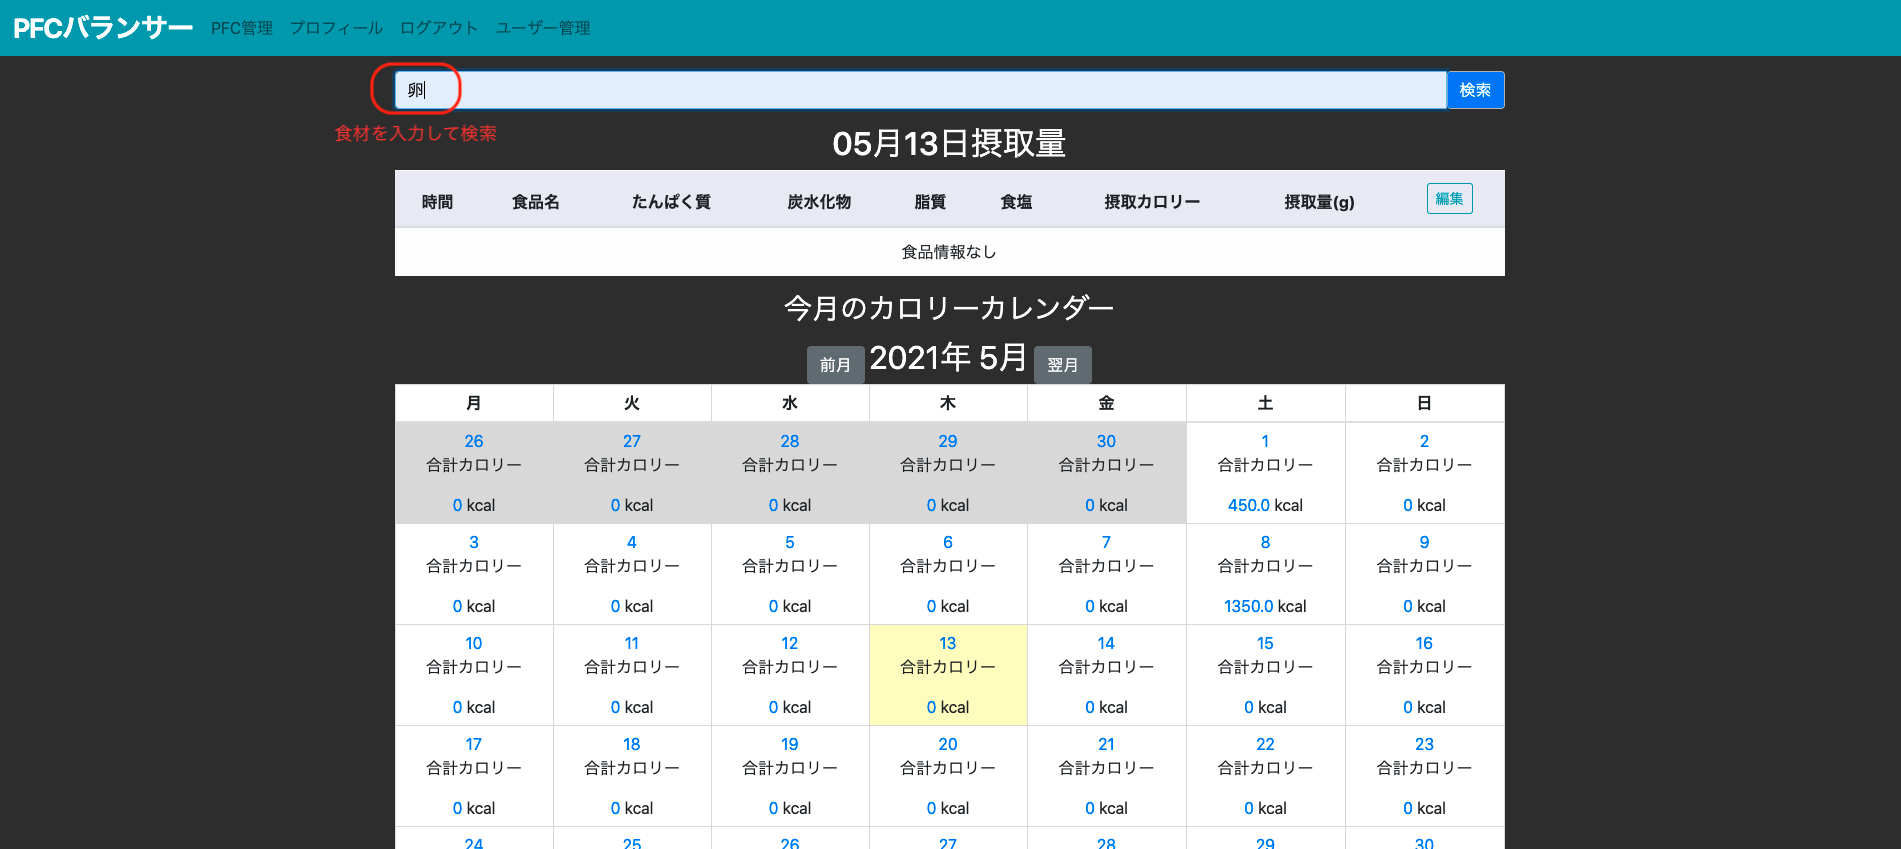 PFCバランサー PFC管理 プロフィール ログアウト ユーザー管理
卵 検索
食材を入力して検索
05月13日摂取量
時間 食品名 たんぱく質 炭水化物 脂質 食塩 摂取カロリー 摂取量(g) 編集
食品情報なし
今月のカロリーカレンダー
前月 2021年 5月 翌月
月 火 水 木 金 土 日
26 27 28 29 30 1 2
合計カロリー 合計カロリー 合計カロリー 合計カロリー 合計カロリー 合計カロリー 合計カロリー
0 kcal 0 kcal 0 kcal 0 kcal 0 kcal 450.0 kcal 0 kcal
3 4 5 6 7 8 9
合計カロリー 合計カロリー 合計カロリー 合計カロリー 合計カロリー 合計カロリー 合計カロリー
0 kcal 0 kcal 0 kcal 0 kcal 0 kcal 1350.0 kcal 0 kcal
10 11 12 13 14 15 16
合計カロリー 合計カロリー 合計カロリー 合計カロリー 合計カロリー 合計カロリー 合計カロリー
0 kcal 0 kcal 0 kcal 0 kcal 0 kcal 0 kcal 0 kcal
17 18 19 20 21 22 23
合計カロリー 合計カロリー 合計カロリー 合計カロリー 合計カロリー 合計カロリー 合計カロリー
0 kcal 0 kcal 0 kcal 0 kcal 0 kcal 0 kcal 0 kcal
24 25 26 27 28 29 30